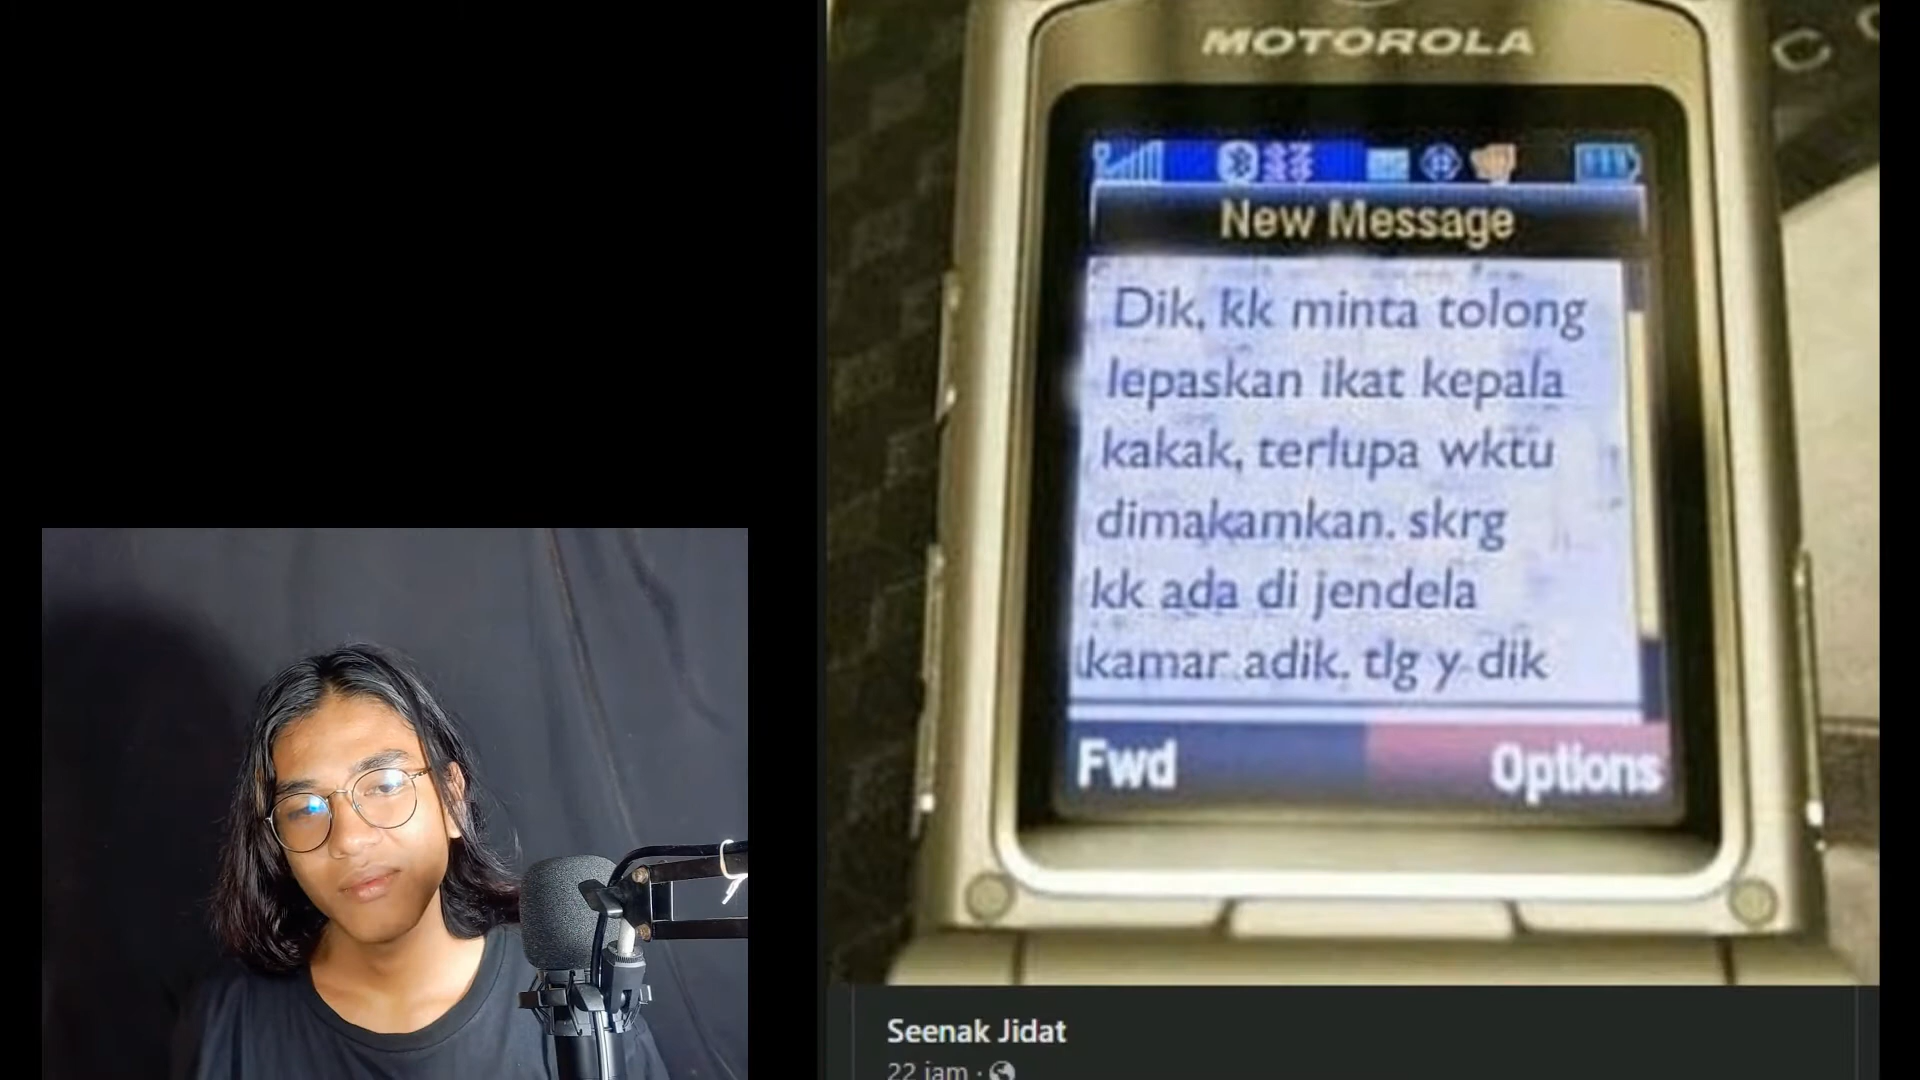 MOTOROLA
New Message
Dik, kk minta tolong
lepaskan ikat kepala
kakak, terlupa wktu
dimakamkan. skrg
kk ada di jendela
kamar adik. tlg y dik
Fwd
Options
Seenak Jidat
22 jam ·